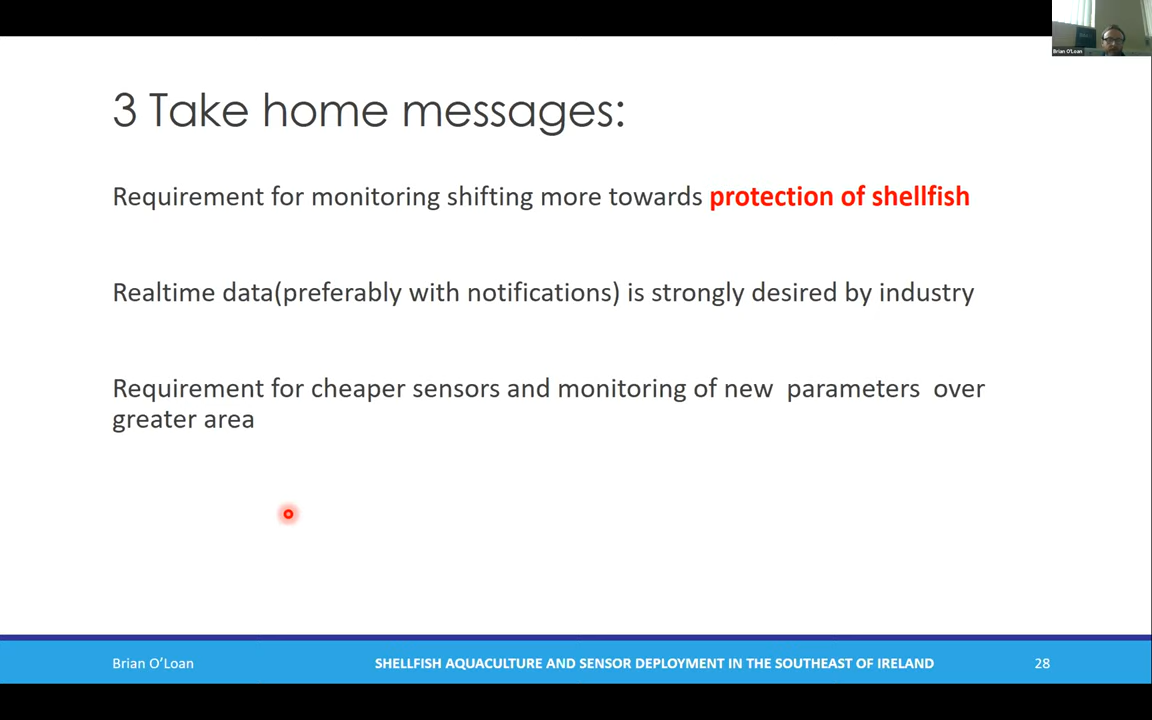 Brian O'Loan
3 Take home messages:
Requirement for monitoring shifting more towards protection of shellfish
Realtime data(preferably with notifications) is strongly desired by industry
Requirement for cheaper sensors and monitoring of new parameters over
greater area
Brian O’Loan
SHELLFISH AQUACULTURE AND SENSOR DEPLOYMENT IN THE SOUTHEAST OF IRELAND
28